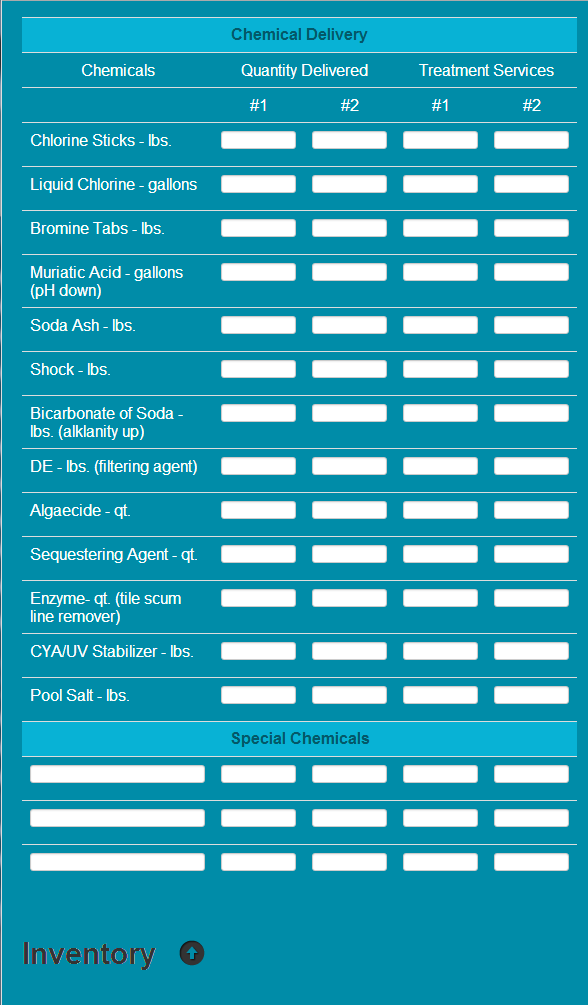 Chemical Delivery
Chemicals Quantity Delivered Treatment Services
#1 #2 #1 #2
Chlorine Sticks - lbs.
Liquid Chlorine - gallons
Bromine Tabs - lbs.
Muriatic Acid - gallons
(pH down)
Soda Ash - lbs.
Shock - lbs.
Bicarbonate of Soda -
lbs. (alklanity up)
DE - lbs. (filtering agent)
Algaecide - qt.
Sequestering Agent - qt.
Enzyme- qt. (tile scum
line remover)
CYA/UV Stabilizer - lbs.
Pool Salt - lbs.
Special Chemicals
Inventory